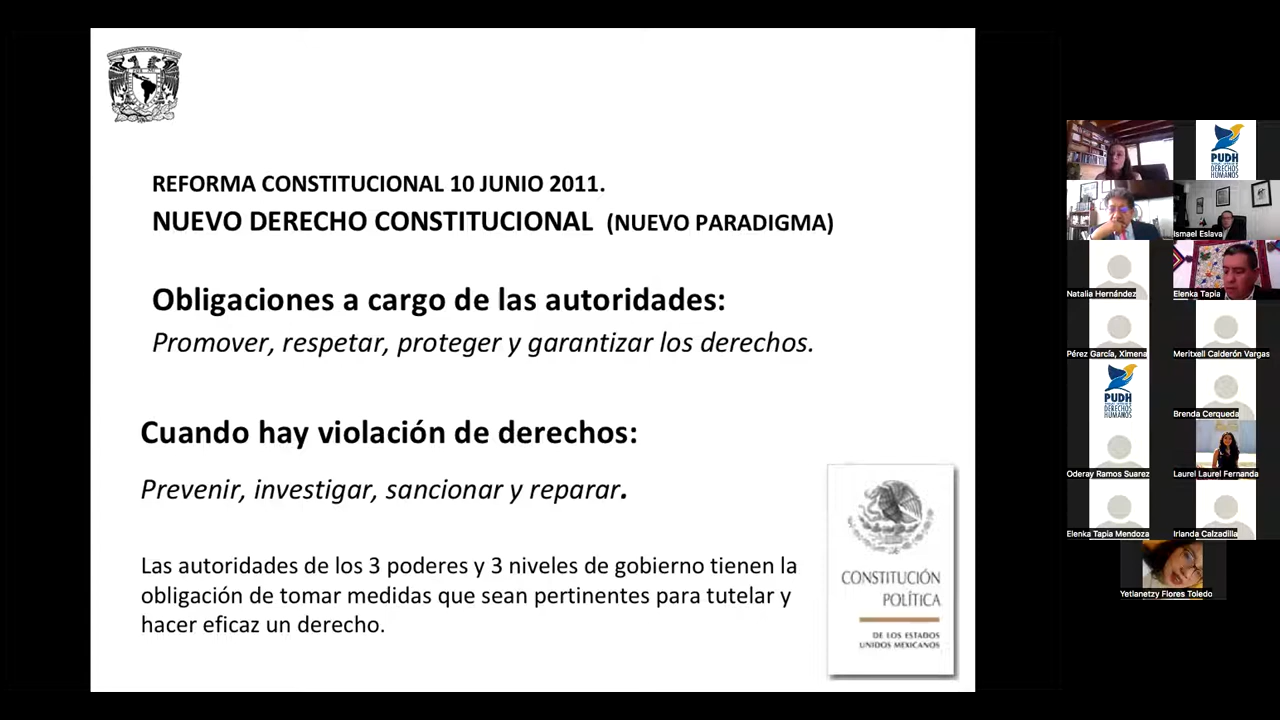 REFORMA CONSTITUCIONAL 10 JUNIO 2011.
NUEVO DERECHO CONSTITUCIONAL (NUEVO PARADIGMA)
Obligaciones a cargo de las autoridades:
Promover, respetar, proteger y garantizar los derechos.
Cuando hay violación de derechos:
Prevenir, investigar, sancionar y reparar.
Las autoridades de los 3 poderes y 3 niveles de gobierno tienen la
obligación de tomar medidas que sean pertinentes para tutelar y
hacer eficaz un derecho.
CONSTITUCIÓN
POLÍTICA
DE LOS ESTADOS
UNIDOS MEXICANOS
PUDH
DERECHOS
HUMANOS
Ismael Eslava
Natalia Hernández
Elenka Tapia
Pérez García, Ximena
Meritxell Calderón Vargas
PUDH
DERECHOS
HUMANOS
Brenda Cerqueda
Oderay Ramos Suarez
Laurel Laurel Fernanda
Elenka Tapia Mendoza
Irlanda Calzadilla
Yetlanetzy Flores Toledo